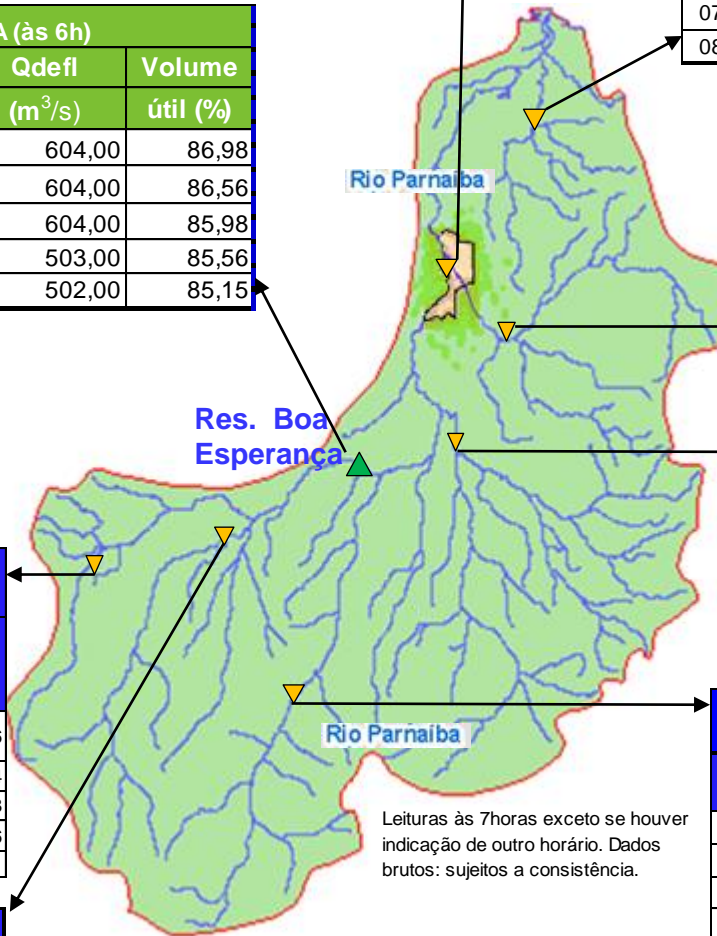 A (às 6h)
Qdefl Volume
(m³/s) útil (%)
604,00 86,98
604,00 86,56
604,00 85,98
503,00 85,56
502,00 85,15
07
08
Rio Parnaíba
Res. Boa
Esperança
Rio Parnaíba
Leituras às 7horas exceto se houver
indicação de outro horário. Dados
brutos: sujeitos a consistência.